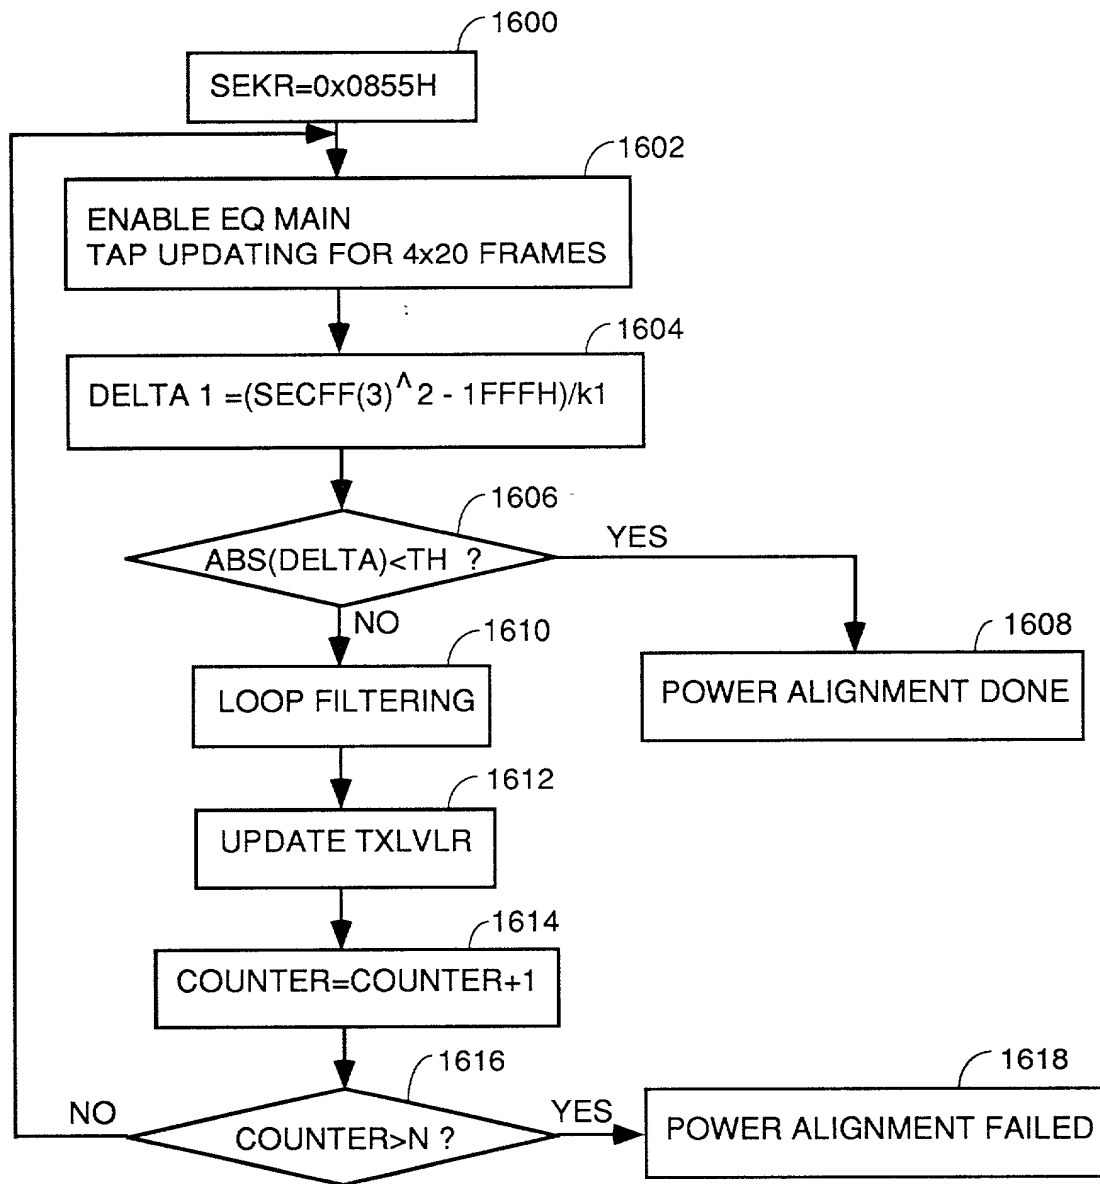 1600
SEKR=0x0855H
1602
ENABLE EQ MAIN
TAP UPDATING FOR 4x20 FRAMES
1604
DELTA 1 =(SECFF(3)^2 - 1FFFH)/k1
1606
ABS(DELTA)<TH ?
YES
NO
1608
POWER ALIGNMENT DONE
1610
LOOP FILTERING
1612
UPDATE TXLVLR
1614
COUNTER=COUNTER+1
1616
COUNTER>N ?
NO
YES
1618
POWER ALIGNMENT FAILED